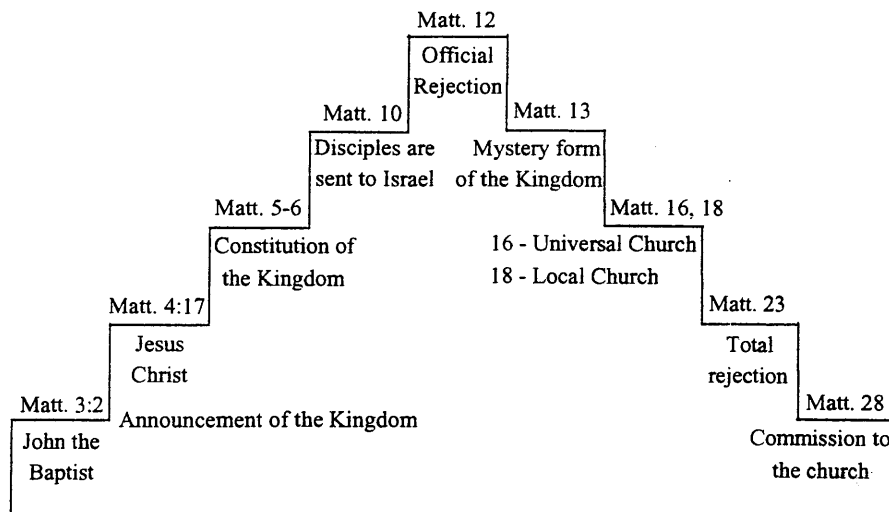 Matt. 12
Official
Rejection
Matt. 10
Disciples are
sent to Israel
Matt. 13
Mystery form
of the Kingdom
Matt. 5-6
Constitution of
the Kingdom
Matt. 16, 18
16 - Universal Church
18 - Local Church
Matt. 4:17
Jesus
Christ
Matt. 23
Total
rejection
Matt. 3:2
Announcement of the Kingdom
John the
Baptist
Matt. 28
Commission to
the church